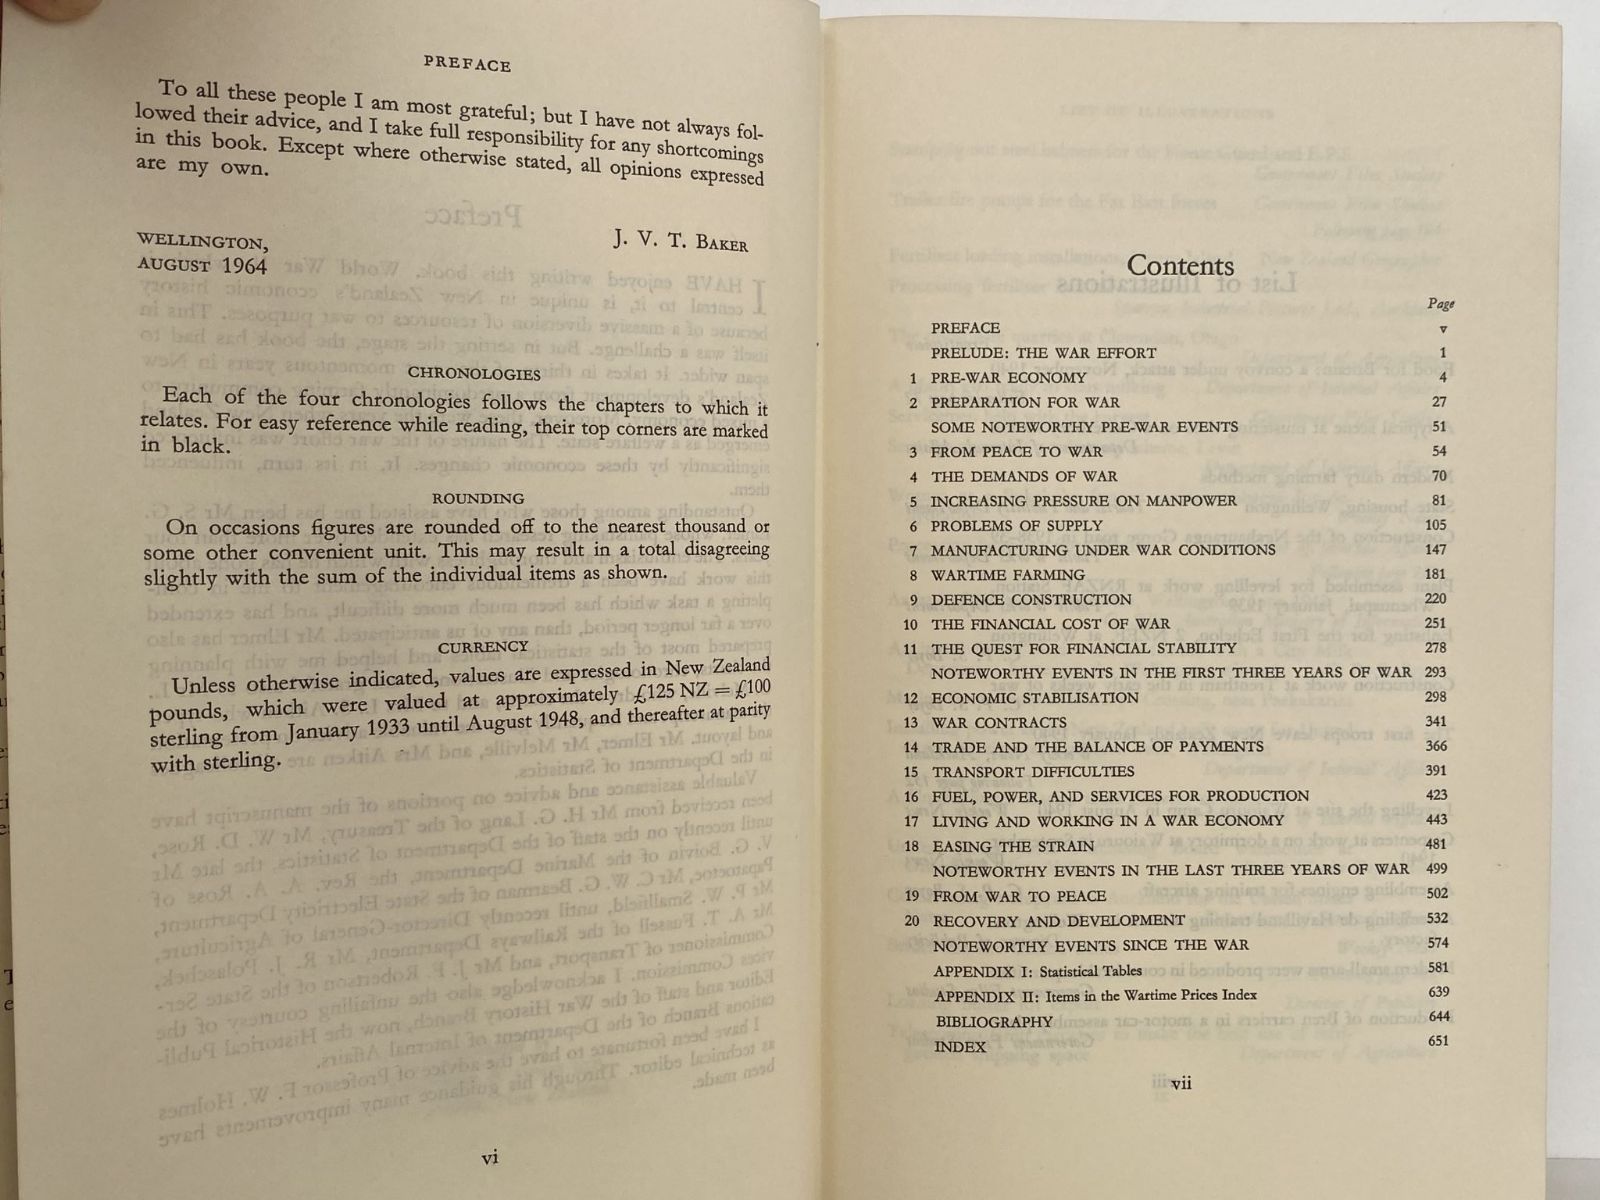 PREFACE
To all these people I am most grateful; but I have not always fol-
lowed their advice, and I take full responsibility for any shortcomings
in this book. Except where otherwise stated, all opinions expressed
are my own.
WELLINGTON,
AUGUST 1964
J. V. T. BAKER
CHRONOLOGIES
Each of the four chronologies follows the chapters to which it
relates. For easy reference while reading, their top corners are marked
in black.
ROUNDING
On occasions figures are rounded off to the nearest thousand or
some other convenient unit. This may result in a total disagreeing
slightly with the sum of the individual items as shown.
CURRENCY
Unless otherwise indicated, values are expressed in New Zealand
pounds, which were valued at approximately £125 NZ = £100
sterling from January 1933 until August 1948, and thereafter at parity
with sterling.
vi
Contents
Page
PREFACE v
PRELUDE: THE WAR EFFORT 1
1 PRE-WAR ECONOMY 4
2 PREPARATION FOR WAR 27
SOME NOTEWORTHY PRE-WAR EVENTS 51
3 FROM PEACE TO WAR 54
4 THE DEMANDS OF WAR 70
5 INCREASING PRESSURE ON MANPOWER 81
6 PROBLEMS OF SUPPLY 105
7 MANUFACTURING UNDER WAR CONDITIONS 147
8 WARTIME FARMING 181
9 DEFENCE CONSTRUCTION 220
10 THE FINANCIAL COST OF WAR 251
11 THE QUEST FOR FINANCIAL STABILITY 278
NOTEWORTHY EVENTS IN THE FIRST THREE YEARS OF WAR 293
12 ECONOMIC STABILISATION 298
13 WAR CONTRACTS 341
14 TRADE AND THE BALANCE OF PAYMENTS 366
15 TRANSPORT DIFFICULTIES 391
16 FUEL, POWER, AND SERVICES FOR PRODUCTION 423
17 LIVING AND WORKING IN A WAR ECONOMY 443
18 EASING THE STRAIN 481
NOTEWORTHY EVENTS IN THE LAST THREE YEARS OF WAR 499
19 FROM WAR TO PEACE 502
20 RECOVERY AND DEVELOPMENT 532
NOTEWORTHY EVENTS SINCE THE WAR 574
APPENDIX I: Statistical Tables 581
APPENDIX II: Items in the Wartime Prices Index 639
BIBLIOGRAPHY 644
INDEX 651
vii